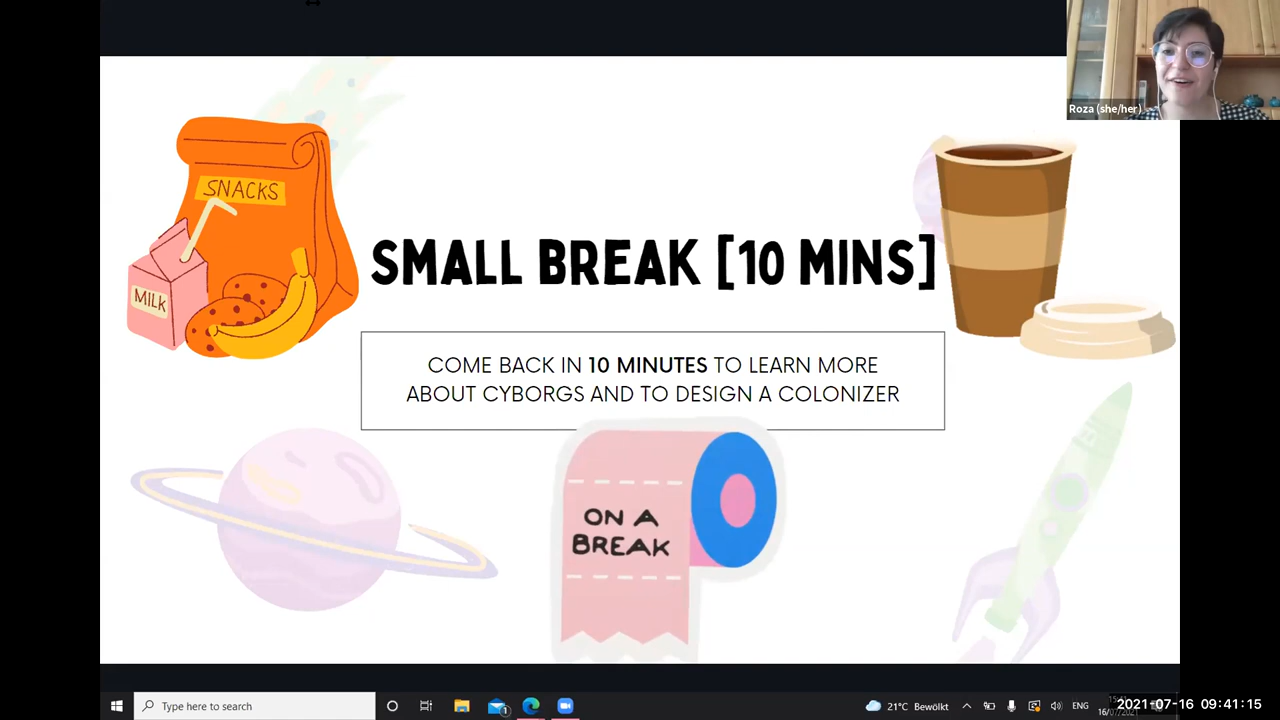 Roza (she/her)
SNACKS
MILK
SMALL BREAK [10 MINS]
COME BACK IN 10 MINUTES TO LEARN MORE
ABOUT CYBORGS AND TO DESIGN A COLONIZER
ON A
BREAK
Type here to search
1
21°C Bewölkt
ENG
2021-07-16 09:41:15